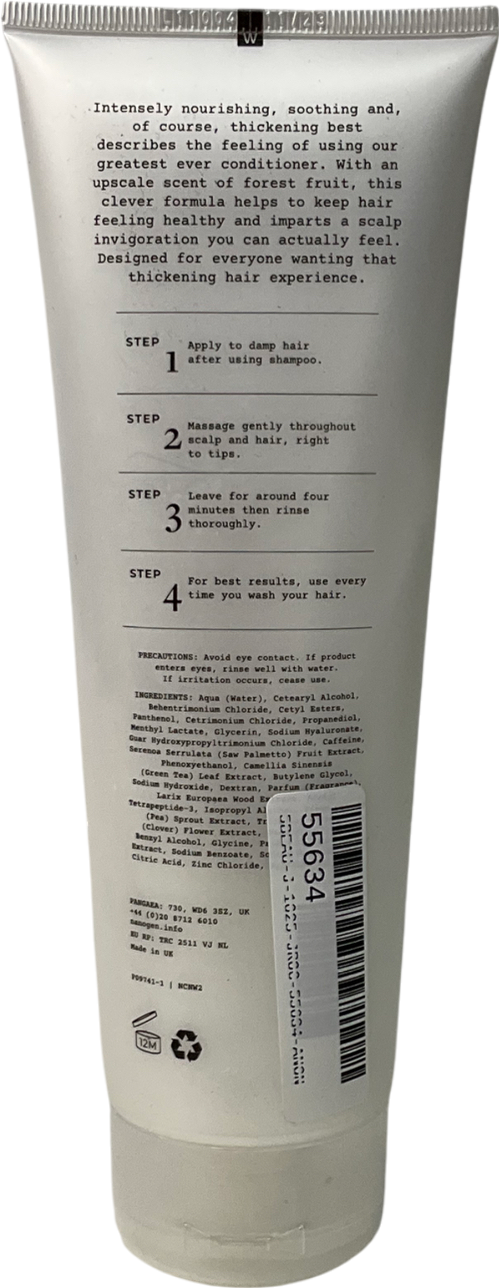 W
Intensely nourishing, soothing and,
of course, thickening best
describes the feeling of using our
greatest ever conditioner. With an
upscale scent of forest fruit, this
clever formula helps to keep hair
feeling healthy and imparts a scalp
invigoration you can actually feel.
Designed for everyone wanting that
thickening hair experience.
STEP 1 Apply to damp hair
after using shampoo.
STEP 2 Massage gently throughout
scalp and hair, right
to tips.
STEP 3 Leave for around four
minutes then rinse
thoroughly.
STEP 4 For best results, use every
time you wash your hair.
PRECAUTIONS: Avoid eye contact. If product
enters eyes, rinse well with water.
If irritation occurs, cease use.
INGREDIENTS: Aqua (Water), Cetearyl Alcohol,
Behentrimonium Chloride, Cetyl Esters,
Panthenol, Cetrimonium Chloride, Propanediol,
Menthyl Lactate, Glycerin, Sodium Hyaluronate,
Guar Hydroxypropyltrimonium Chloride, Caffeine,
Serenoa Serrulata (Saw Palmetto) Fruit Extract,
Phenoxyethanol, Camellia Sinensis
(Green Tea) Leaf Extract, Butylene Glycol,
Sodium Hydroxide, Dextran, Parfum (Fragrance),
Larix Europaea Wood
Tetrapeptide-3, Isopropyl
(Pea) Sprout Extract,
(Clover) Flower Extract,
Benzyl Alcohol, Glycine,
Extract, Sodium Benzoate,
Citric Acid, Zinc Chloride,
PANGAEA: 730, WD6 3SZ, UK
+44 (0)20 8712 6010
nanogen.info
EU RP: TRC 2511 VJ NL
Made in UK
P09761-1 | NCNW2
12M
55634